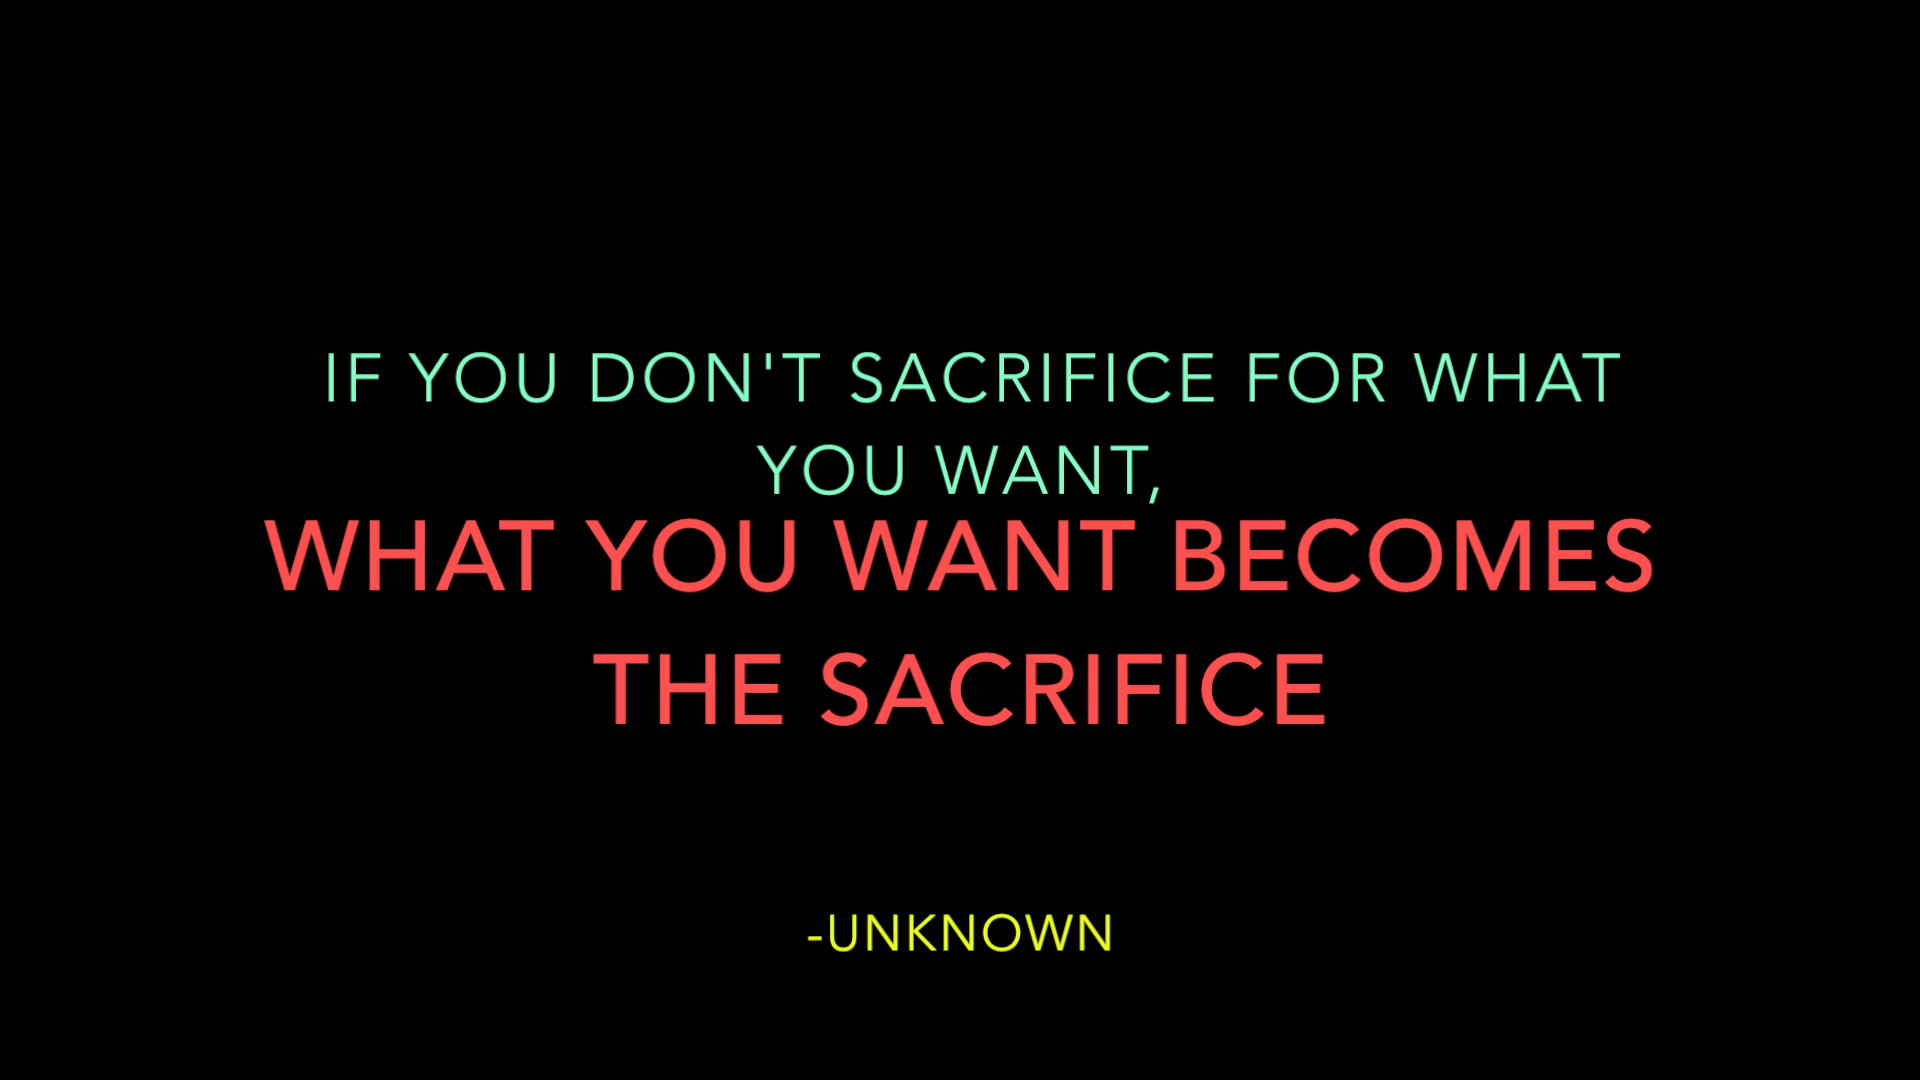 IF YOU DON'T SACRIFICE FOR WHAT
YOU WANT,
WHAT YOU WANT BECOMES
THE SACRIFICE
-UNKNOWN